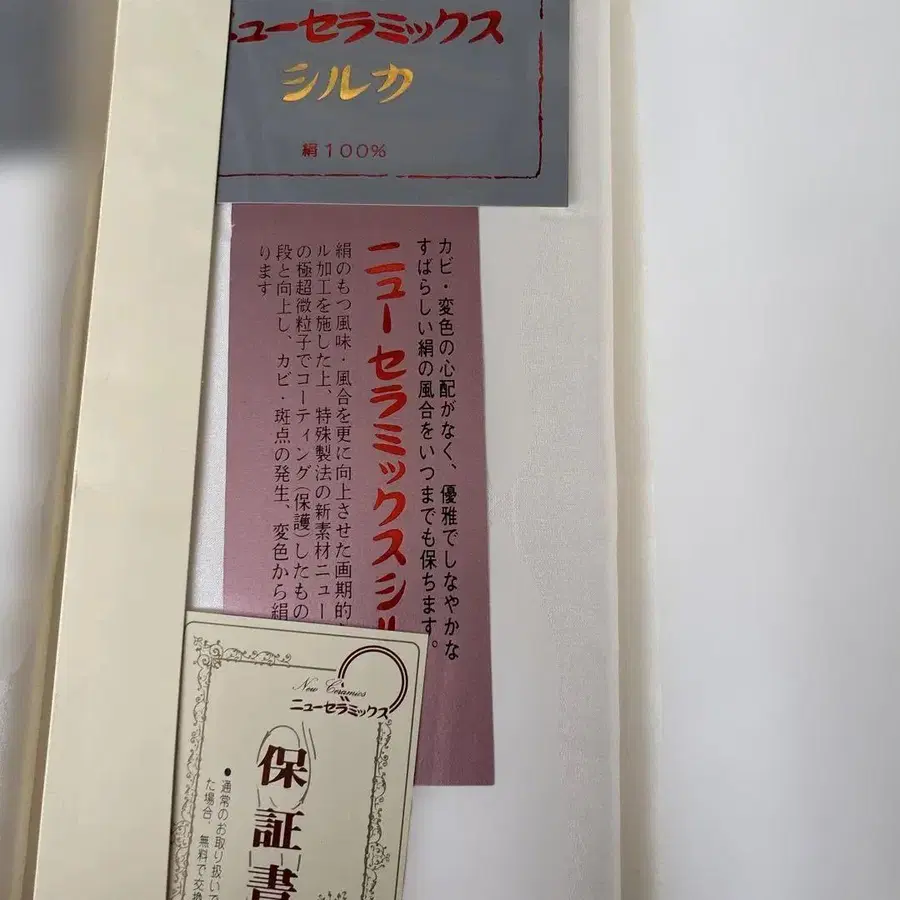 ニューセラミックス
シルカ
絹100%
カビ・変色の心配がなく、優雅でしなやかな
すばらしい絹の風合をいつまでも保ちます。
ニューセラミックスシル
絹のもつ風味・風合を更に向上させた画期的
ル加工を施した上、特殊製法の新素材ニュー
の極超微粒子でコーティング(保護)したもの
段と向上し、カビ・斑点の発生、変色から絹
ります
New Ceramics
ニューセラミックス
保証書
●通常のお取り扱いで
た場合、無料で交換